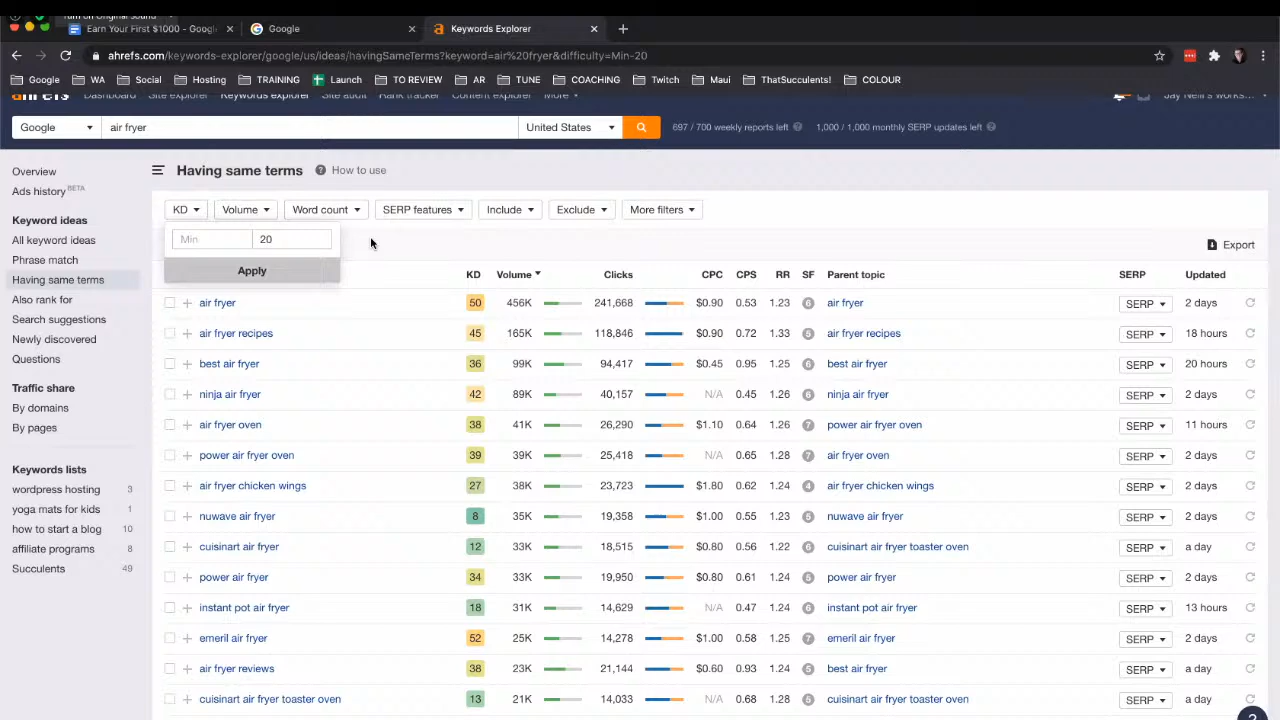 Turn on Original Sound
Earn Your First $1000 - Googl
Google
Keywords Explorer
ahrefs.com/keywords-explorer/google/us/ideas/havingSameTerms?keyword=air%20fryer&difficulty=Min-20
Google WA Social Hosting TRAINING Launch TO REVIEW AR TUNE COACHING Twitch Maui ThatSucculents! COLOUR
ahrefs Dashboard Site explorer Keywords explorer Site audit Rank tracker Content explorer More
Google air fryer United States 697 / 700 weekly reports left 1,000 / 1,000 monthly SERP updates left
Overview
Ads history BETA
Keyword ideas
All keyword ideas
Phrase match
Having same terms
Also rank for
Search suggestions
Newly discovered
Questions
Traffic share
By domains
By pages
Keywords lists
wordpress hosting 3
yoga mats for kids 1
how to start a blog 10
affiliate programs 8
Succulents 49
Having same terms ? How to use
KD Volume Word count SERP features Include Exclude More filters
Min 20
Apply
Export
KD Volume Clicks CPC CPS RR SF Parent topic SERP Updated
air fryer 50 456K 241,668 $0.90 0.53 1.23 6 air fryer SERP 2 days
air fryer recipes 45 165K 118,846 $0.90 0.72 1.33 5 air fryer recipes SERP 18 hours
best air fryer 36 99K 94,417 $0.45 0.95 1.25 6 best air fryer SERP 20 hours
ninja air fryer 42 89K 40,157 N/A 0.45 1.26 6 ninja air fryer SERP 2 days
air fryer oven 38 41K 26,290 $1.10 0.64 1.26 7 power air fryer oven SERP 11 hours
power air fryer oven 39 39K 25,418 N/A 0.65 1.28 7 air fryer oven SERP 2 days
air fryer chicken wings 27 38K 23,723 $1.80 0.62 1.24 4 air fryer chicken wings SERP 2 days
nuwave air fryer 8 35K 19,358 $1.00 0.55 1.23 5 nuwave air fryer SERP 2 days
cuisinart air fryer 12 33K 18,515 $0.80 0.56 1.22 6 cuisinart air fryer toaster oven SERP a day
power air fryer 34 33K 19,950 $0.80 0.61 1.24 5 power air fryer SERP 2 days
instant pot air fryer 18 31K 14,629 N/A 0.47 1.24 6 instant pot air fryer SERP 13 hours
emeril air fryer 52 25K 14,278 $1.00 0.58 1.25 7 emeril air fryer SERP 2 days
air fryer reviews 38 23K 21,144 $0.60 0.93 1.24 5 best air fryer SERP a day
cuisinart air fryer toaster oven 13 21K 14,033 N/A 0.68 1.28 5 cuisinart air fryer toaster oven SERP a day